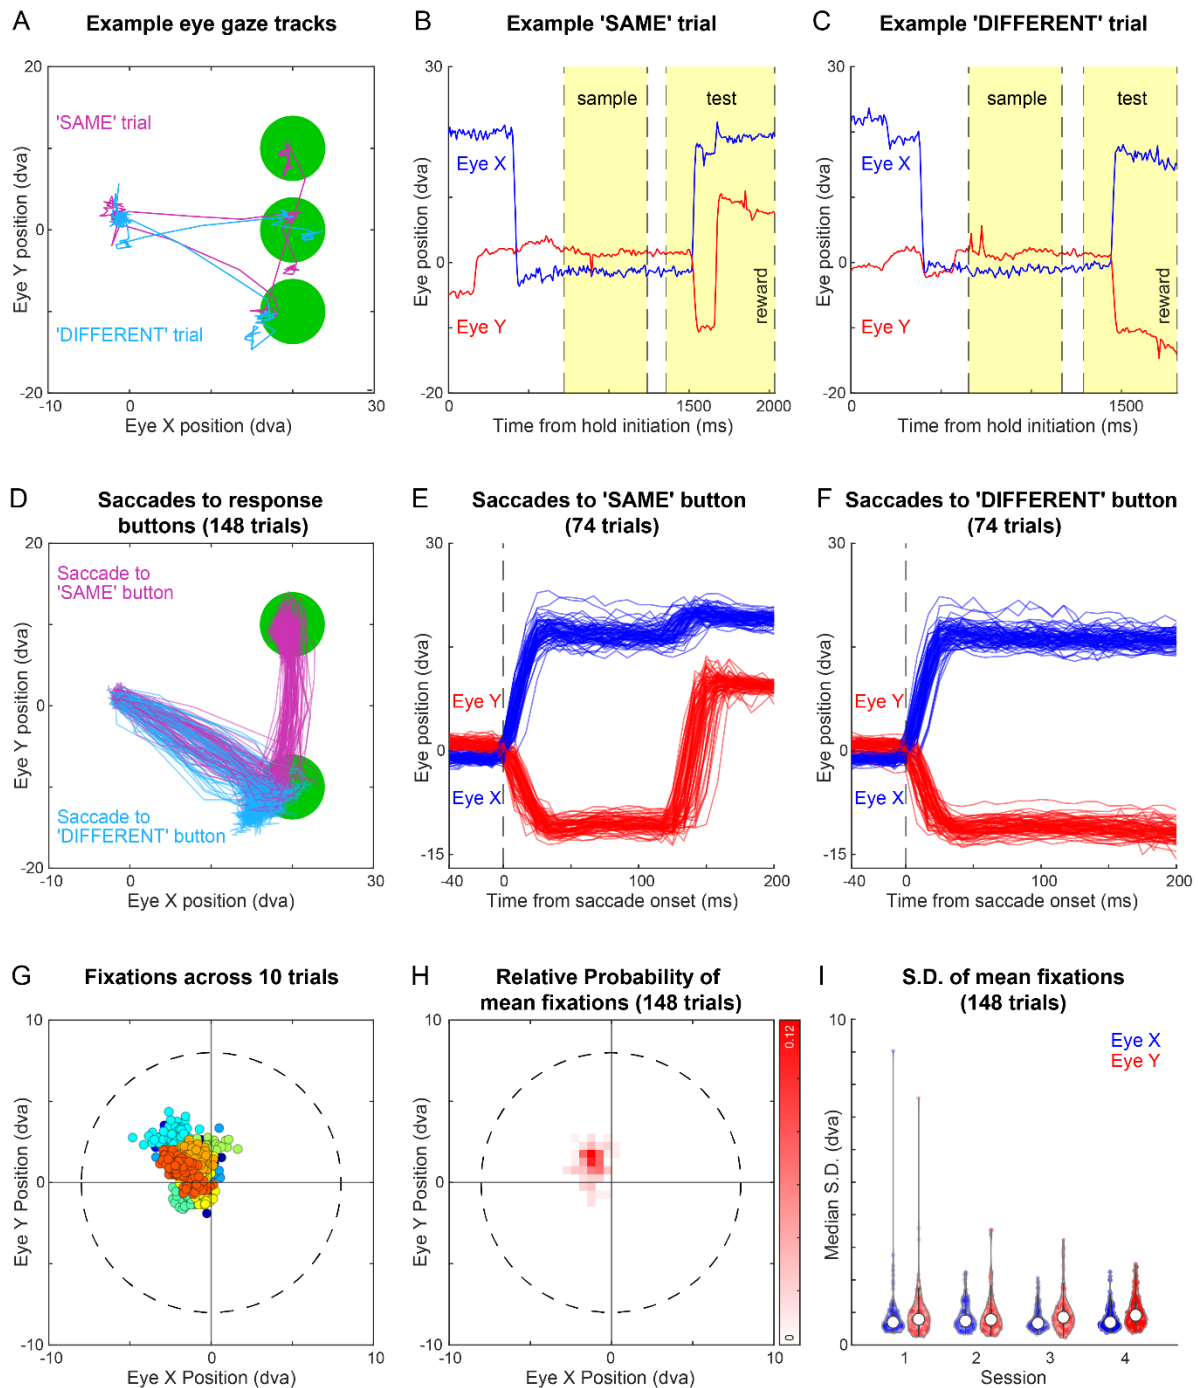 A
Example eye gaze tracks
20
0
-20
-10
0
30
Eye Y position (dva)
Eye X position (dva)
'SAME' trial
'DIFFERENT' trial
B
Example 'SAME' trial
30
0
-20
0
1500
2000
Eye position (dva)
Time from hold initiation (ms)
sample
test
Eye X
Eye Y
reward
C
Example 'DIFFERENT' trial
30
0
-20
0
1500
Eye position (dva)
Time from hold initiation (ms)
sample
test
Eye X
Eye Y
reward
D
Saccades to response
buttons (148 trials)
20
0
-20
-10
0
30
Eye Y position (dva)
Eye X position (dva)
Saccade to
'SAME' button
Saccade to
'DIFFERENT' button
E
Saccades to 'SAME' button
(74 trials)
30
0
-15
-40
0
100
200
Eye position (dva)
Time from saccade onset (ms)
Eye Y
Eye X
F
Saccades to 'DIFFERENT' button
(74 trials)
30
0
-15
-40
0
100
200
Eye position (dva)
Time from saccade onset (ms)
Eye Y
Eye X
G
Fixations across 10 trials
10
0
-10
-10
0
10
Eye Y Position (dva)
Eye X Position (dva)
H
Relative Probability of
mean fixations (148 trials)
10
0
-10
-10
0
10
Eye Y Position (dva)
Eye X Position (dva)
0.12
0
I
S.D. of mean fixations
(148 trials)
10
0
1
2
3
4
Median S.D. (dva)
Session
Eye X
Eye Y